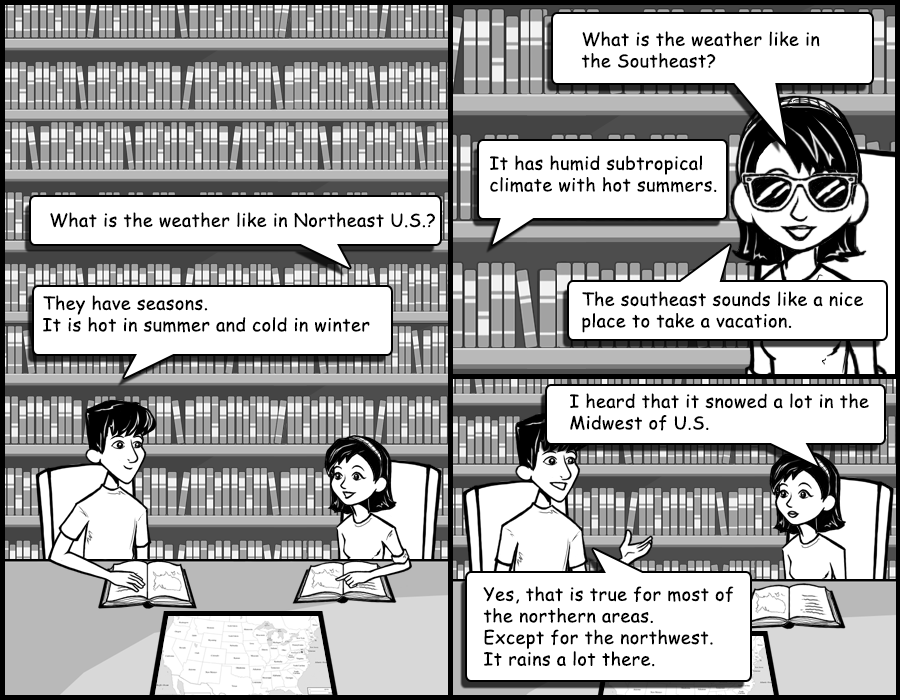 What is the weather like in Northeast U.S.?
They have seasons.
It is hot in summer and cold in winter
What is the weather like in
the Southeast?
It has humid subtropical
climate with hot summers.
The southeast sounds like a nice
place to take a vacation.
I heard that it snowed a lot in the
Midwest of U.S.
Yes, that is true for most of
the northern areas.
Except for the northwest.
It rains a lot there.